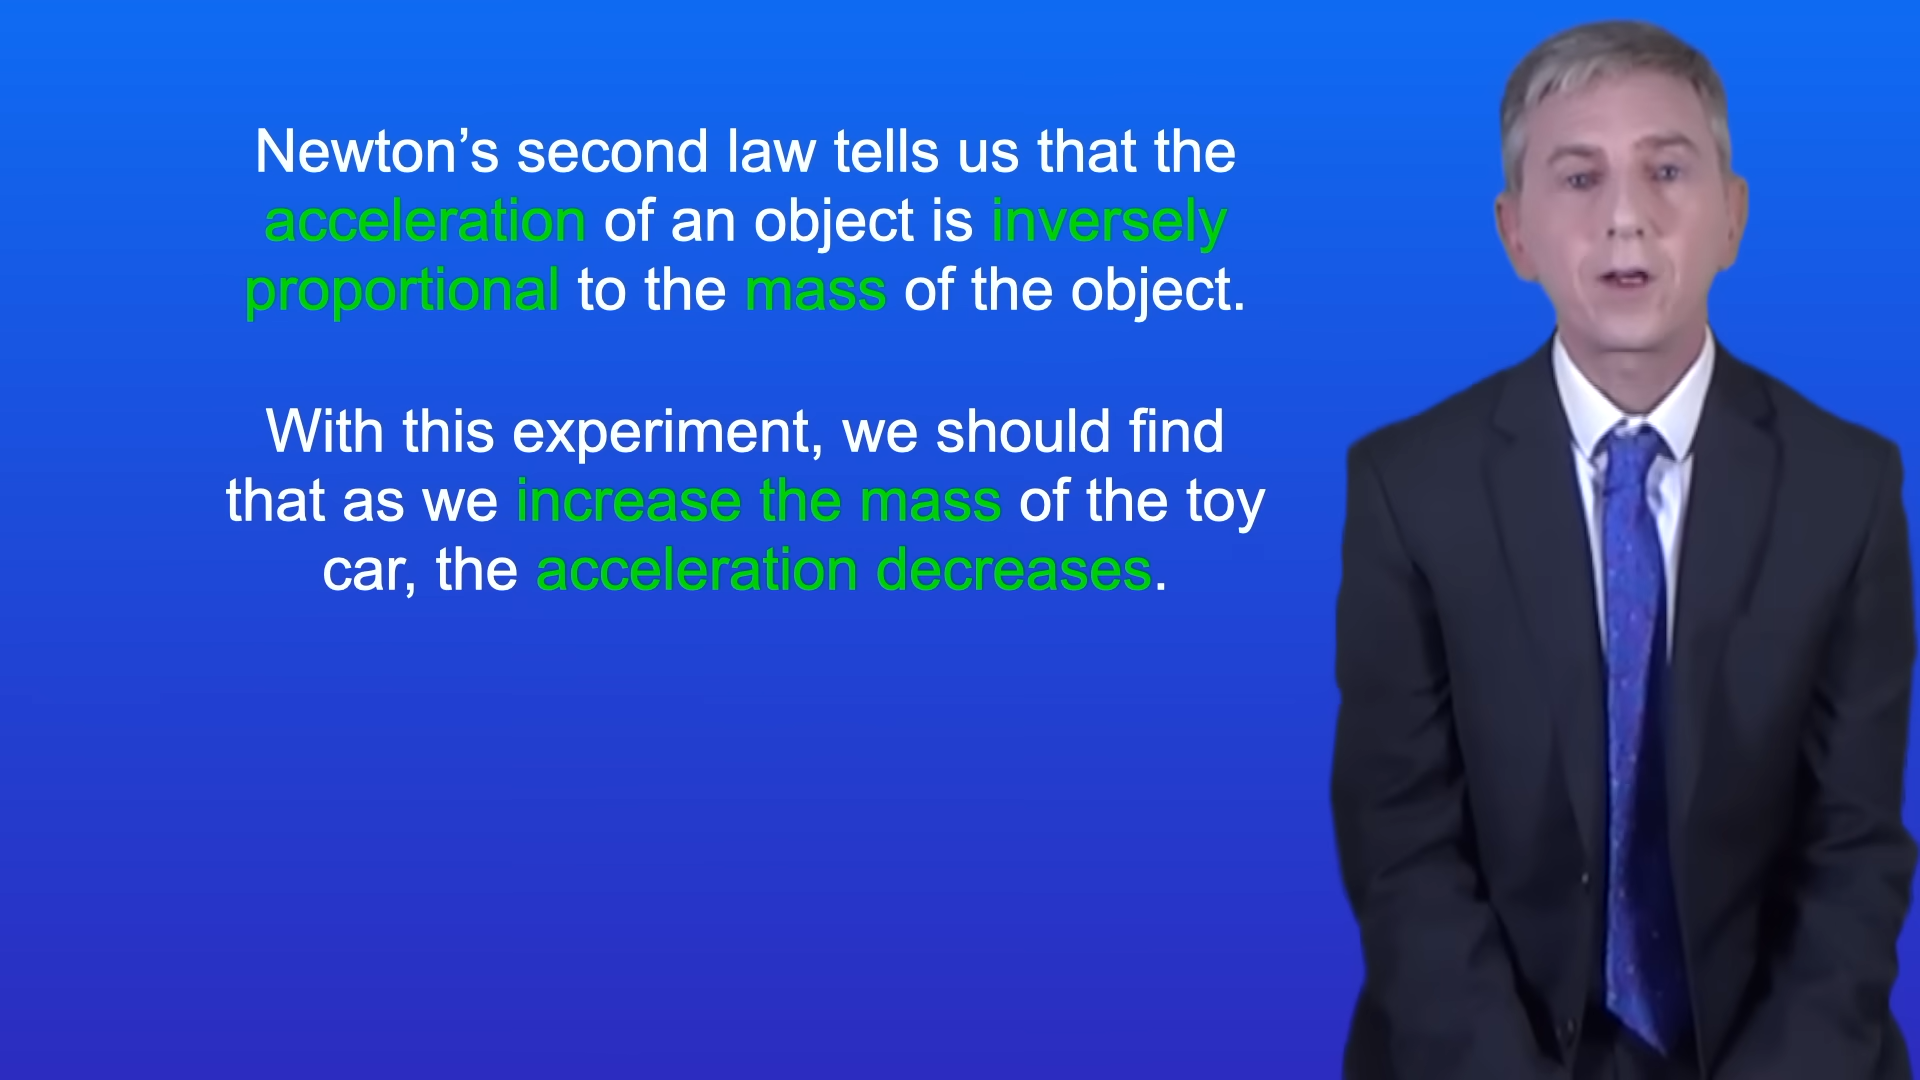 Newton’s second law tells us that the
acceleration of an object is inversely
proportional to the mass of the object.
With this experiment, we should find
that as we increase the mass of the toy
car, the acceleration decreases.